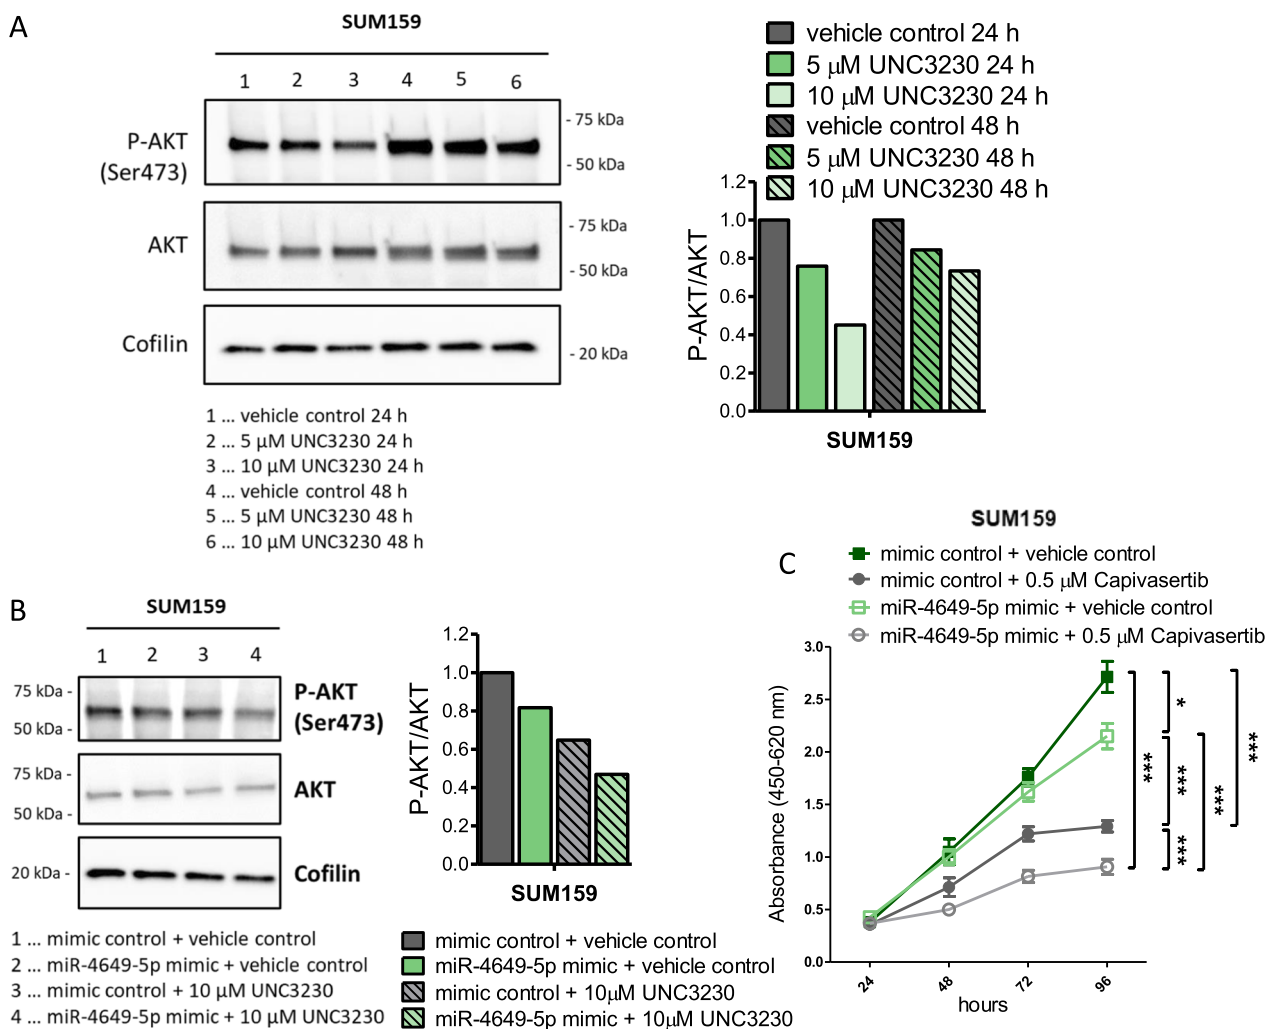 A
SUM159
1 2 3 4 5 6
P-AKT
(Ser473)
- 75 kDa
- 50 kDa
AKT
- 75 kDa
- 50 kDa
Cofilin
- 20 kDa
1 ... vehicle control 24 h
2 ... 5 µM UNC3230 24 h
3 ... 10 µM UNC3230 24 h
4 ... vehicle control 48 h
5 ... 5 µM UNC3230 48 h
6 ... 10 µM UNC3230 48 h
vehicle control 24 h
5 µM UNC3230 24 h
10 µM UNC3230 24 h
vehicle control 48 h
5 µM UNC3230 48 h
10 µM UNC3230 48 h
P-AKT/AKT
1.2
1.0
0.8
0.6
0.4
0.2
0.0
SUM159
B
SUM159
1 2 3 4
75 kDa -
50 kDa -
P-AKT
(Ser473)
75 kDa -
50 kDa -
AKT
20 kDa -
Cofilin
1 ... mimic control + vehicle control
2 ... miR-4649-5p mimic + vehicle control
3 ... mimic control + 10 µM UNC3230
4 ... miR-4649-5p mimic + 10 µM UNC3230
P-AKT/AKT
1.2
1.0
0.8
0.6
0.4
0.2
0.0
SUM159
mimic control + vehicle control
miR-4649-5p mimic + vehicle control
mimic control + 10µM UNC3230
miR-4649-5p mimic + 10µM UNC3230
C
SUM159
mimic control + vehicle control
mimic control + 0.5 µM Capivasertib
miR-4649-5p mimic + vehicle control
miR-4649-5p mimic + 0.5 µM Capivasertib
Absorbance (450-620 nm)
3.0
2.5
2.0
1.5
1.0
0.5
0.0
24 48 72 96
hours
***
*
***
***
***
***